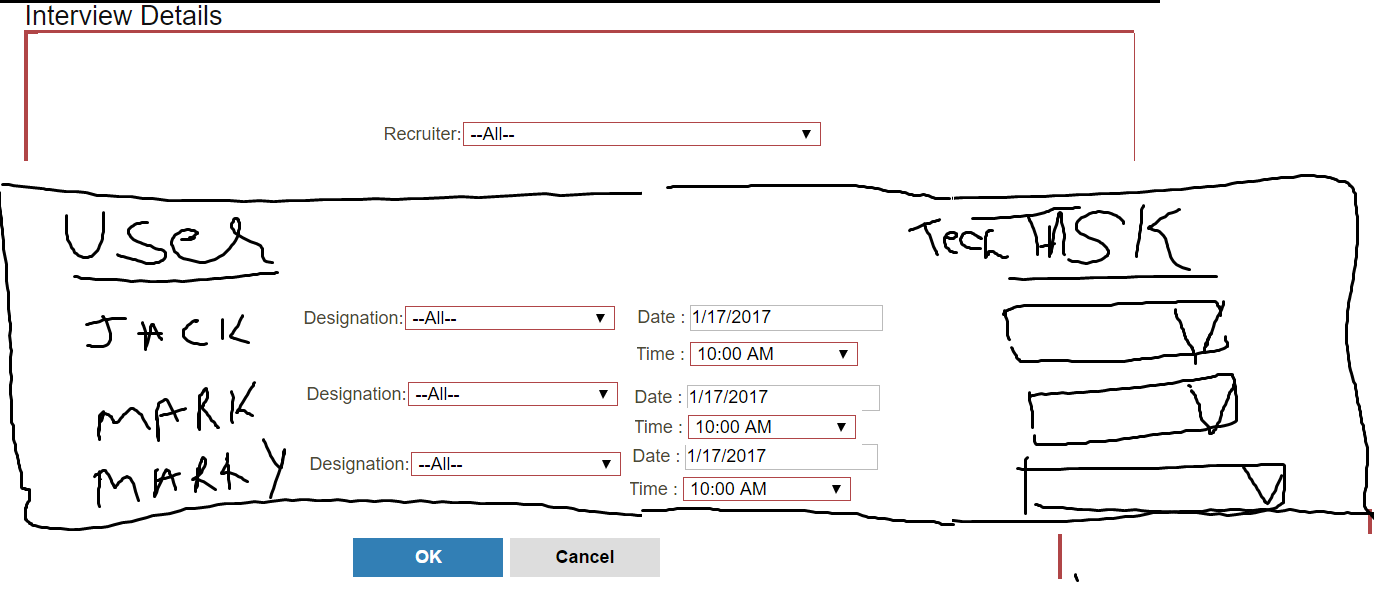 Interview Details
Recruiter: --All--
User Tech TASK
JACK Designation: --All-- Date : 1/17/2017
Time : 10:00 AM
MARK Designation: --All-- Date : 1/17/2017
Time : 10:00 AM
MARKY Designation: --All-- Date : 1/17/2017
Time : 10:00 AM
OK Cancel